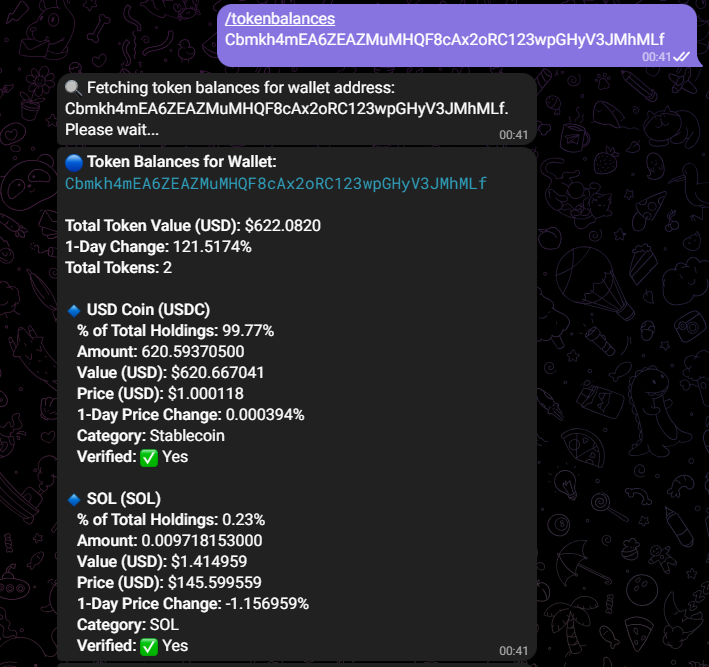 /tokenbalances
Cbmkh4mEA6ZEAZMuMHQF8cAx2oRC123wpGHyV3JMhMLf
00:41
Fetching token balances for wallet address:
Cbmkh4mEA6ZEAZMuMHQF8cAx2oRC123wpGHyV3JMhMLf.
Please wait...
00:41
Token Balances for Wallet:
Cbmkh4mEA6ZEAZMuMHQF8cAx2oRC123wpGHyV3JMhMLf
Total Token Value (USD): $622.0820
1-Day Change: 121.5174%
Total Tokens: 2
USD Coin (USDC)
% of Total Holdings: 99.77%
Amount: 620.59370500
Value (USD): $620.667041
Price (USD): $1.000118
1-Day Price Change: 0.000394%
Category: Stablecoin
Verified: ✅ Yes
SOL (SOL)
% of Total Holdings: 0.23%
Amount: 0.009718153000
Value (USD): $1.414959
Price (USD): $145.599559
1-Day Price Change: -1.156959%
Category: SOL
Verified: ✅ Yes
00:41